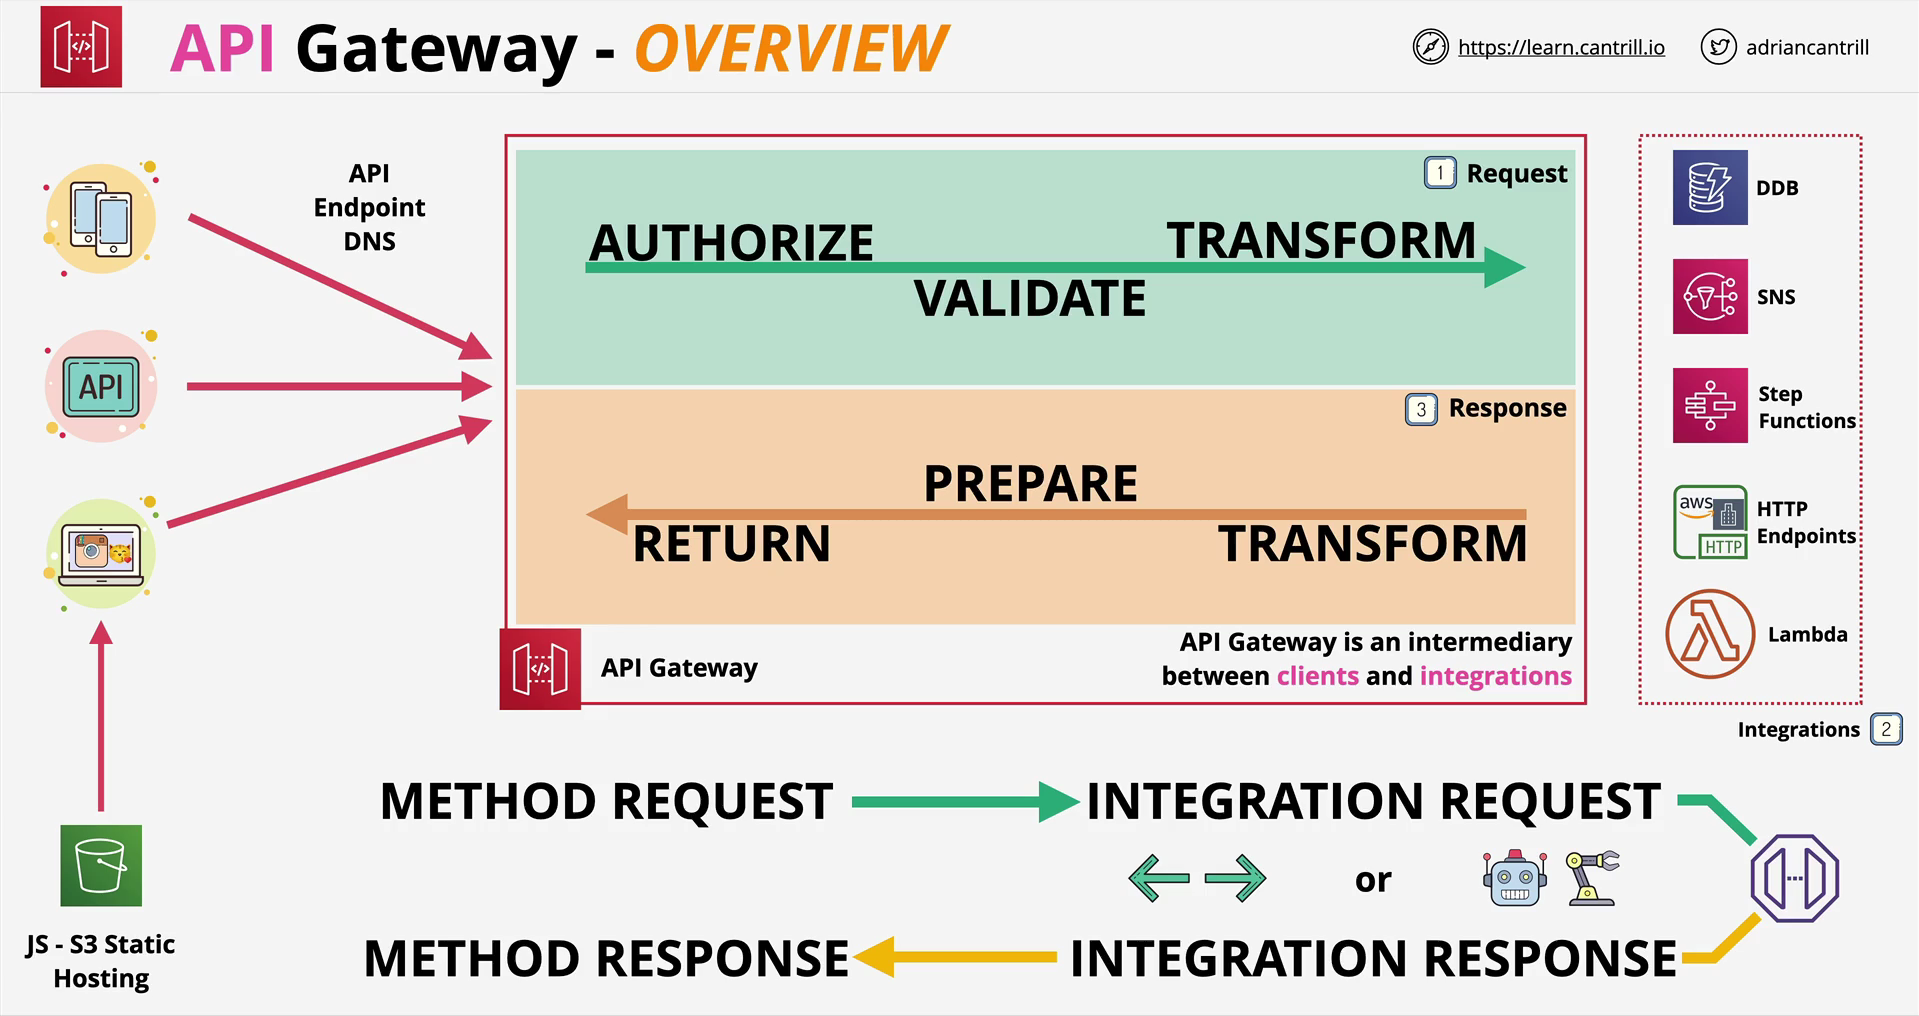 API Gateway - OVERVIEW
https://learn.cantrill.io
adriancantrill
API
Endpoint
DNS
1 Request
AUTHORIZE
TRANSFORM
VALIDATE
3 Response
PREPARE
RETURN
TRANSFORM
API Gateway
API Gateway is an intermediary
between clients and integrations
API
DDB
SNS
Step
Functions
aws
HTTP
HTTP
Endpoints
Lambda
Integrations 2
JS - S3 Static
Hosting
METHOD REQUEST
INTEGRATION REQUEST
or
METHOD RESPONSE
INTEGRATION RESPONSE